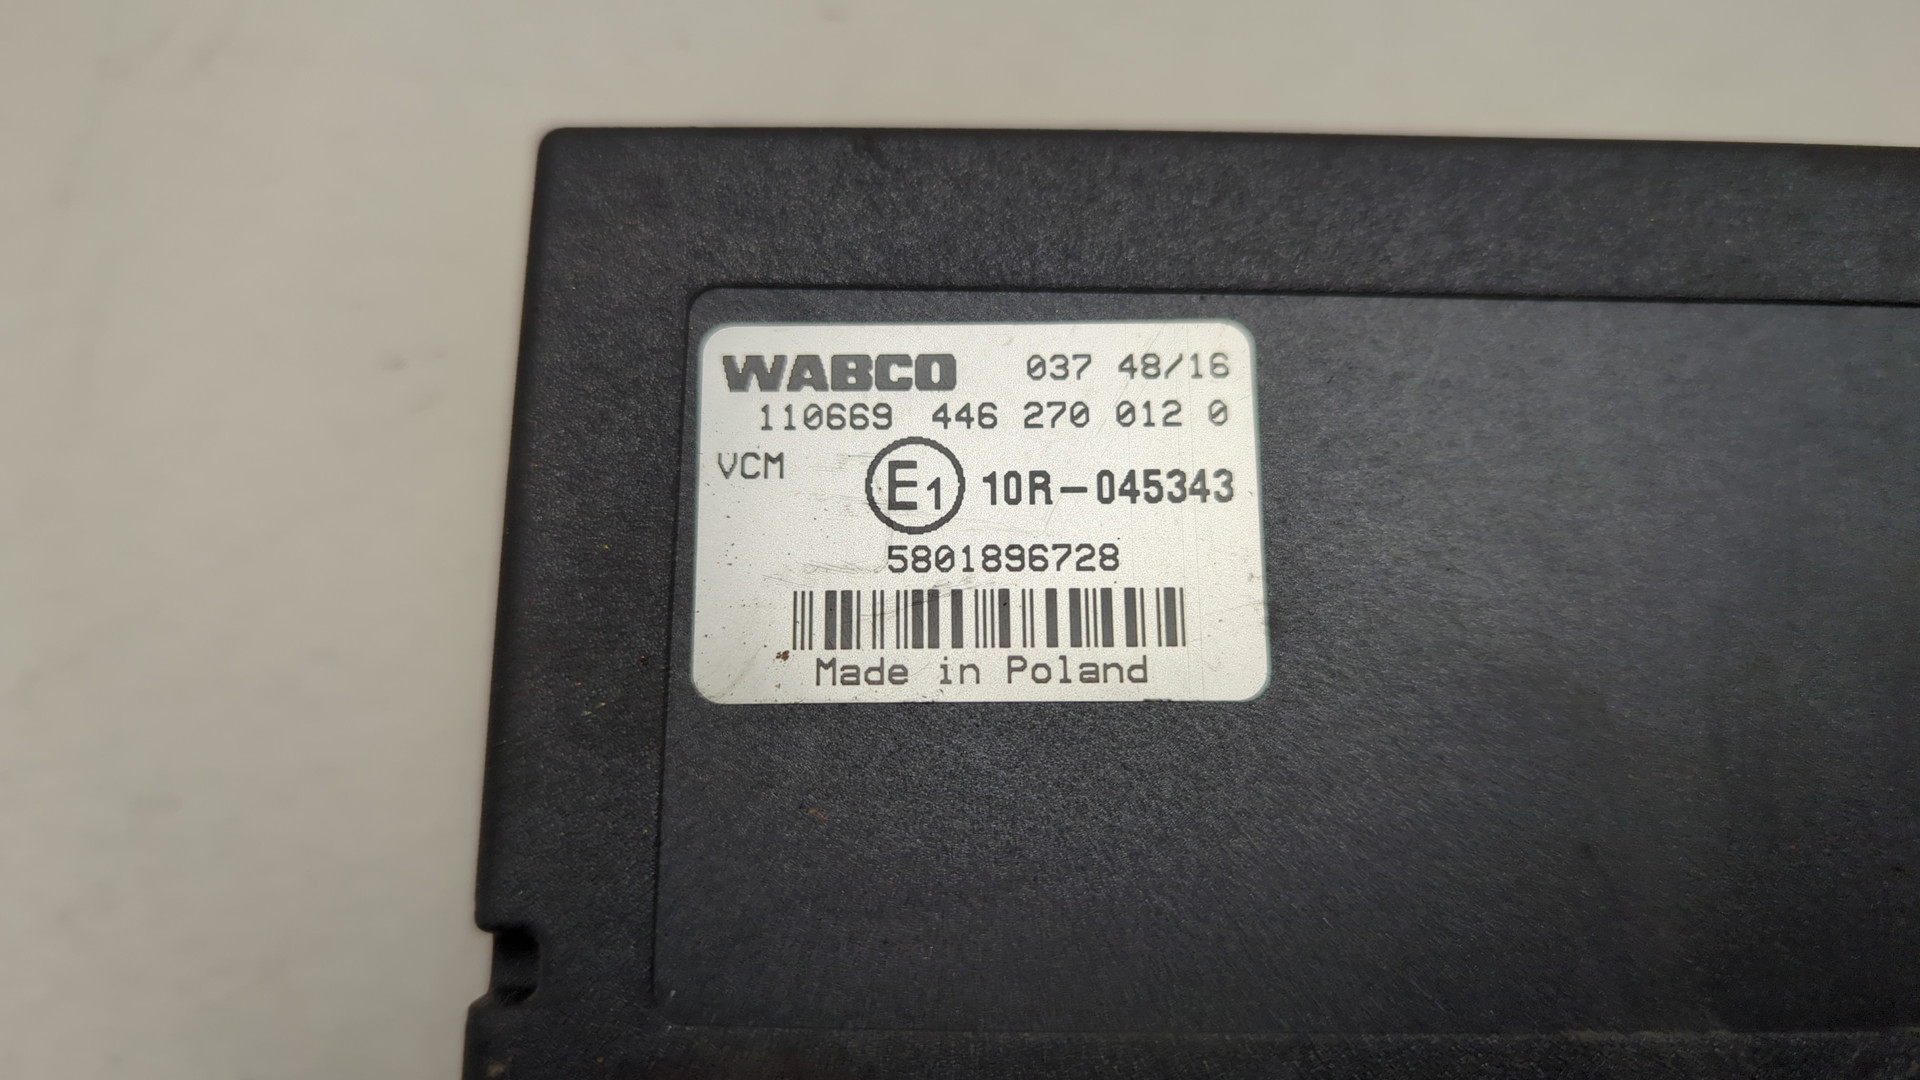 WABCO 037 48/16
110669 446 270 012 0
VCM E1 10R-045343
5801896728
Made in Poland